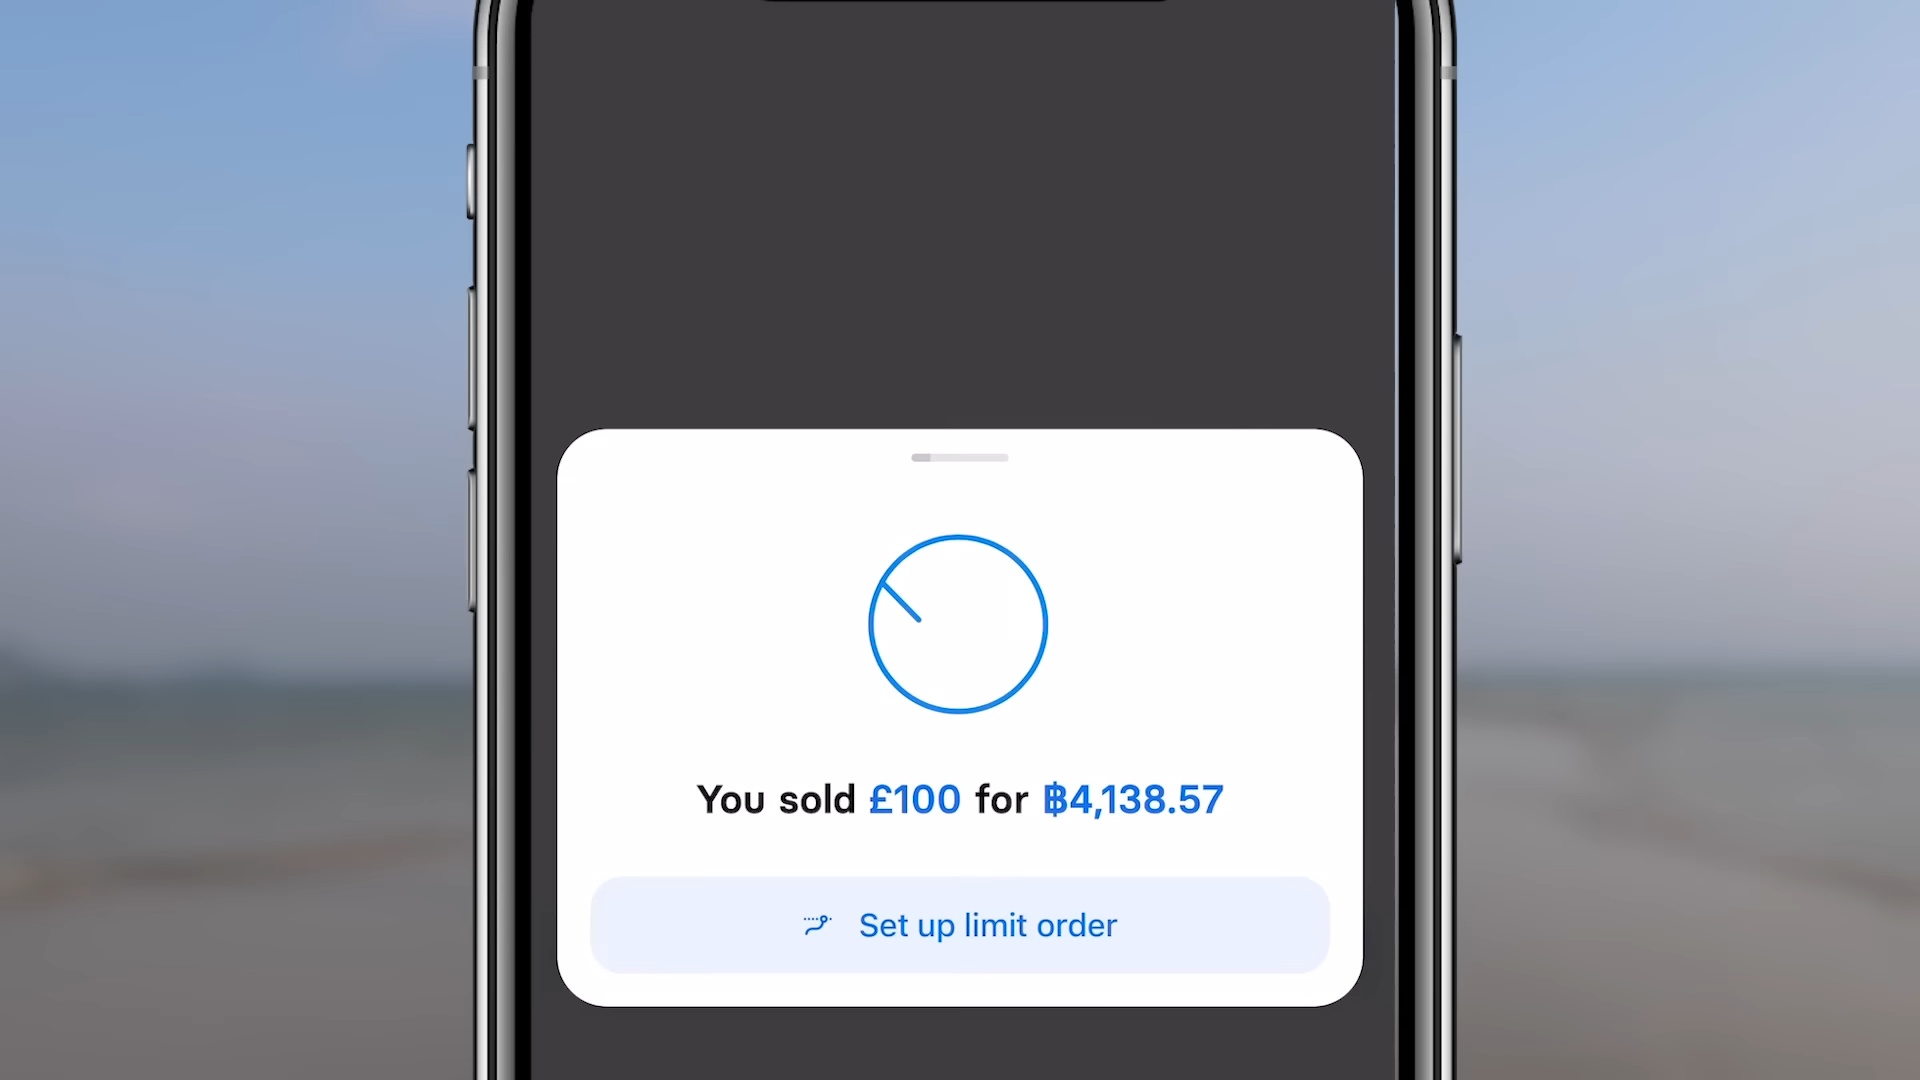 You sold £100 for ฿4,138.57
Set up limit order